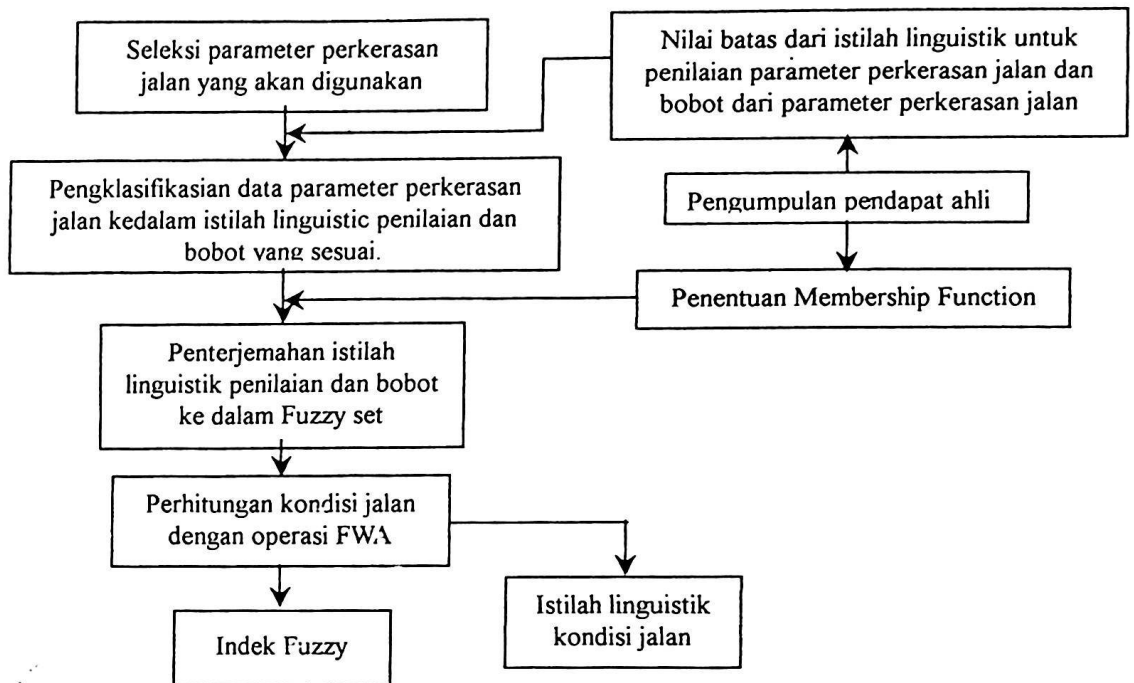 Seleksi parameter perkerasan
jalan yang akan digunakan
Nilai batas dari istilah linguistik untuk
penilaian parameter perkerasan jalan dan
bobot dari parameter perkerasan jalan
Pengklasifikasian data parameter perkerasan
jalan kedalam istilah linguistic penilaian dan
bobot yang sesuai.
Pengumpulan pendapat ahli
Penentuan Membership Function
Penterjemahan istilah
linguistik penilaian dan bobot
ke dalam Fuzzy set
Perhitungan kondisi jalan
dengan operasi FWA
Istilah linguistik
kondisi jalan
Indek Fuzzy